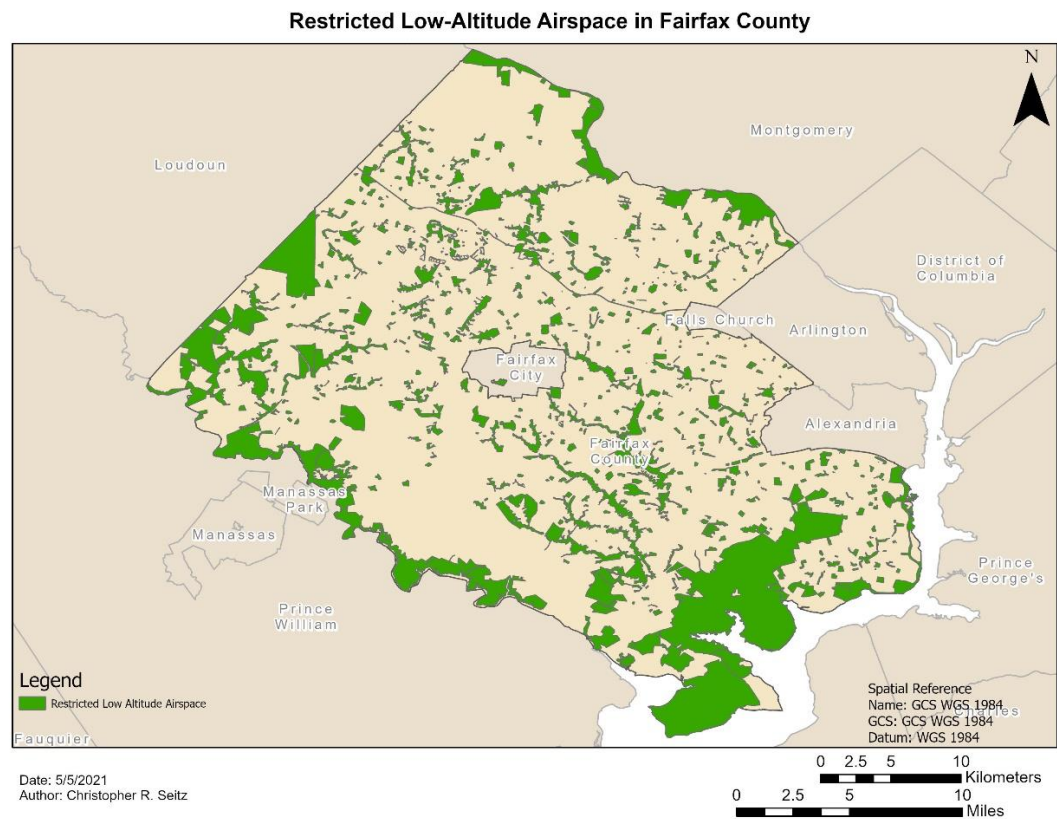 Restricted Low-Altitude Airspace in Fairfax County
N
Montgomery
Loudoun
District of
Columbia
Falls Church
Arlington
Fairfax
City
Alexandria
Fairfax
County
Manassas
Park
Manassas
Prince
George's
Prince
William
Legend
Restricted Low Altitude Airspace
Spatial Reference
Name: GCS WGS 1984
GCS: GCS WGS 1984
Datum: WGS 1984
Charles
Fauquier
Date: 5/5/2021
Author: Christopher R. Seitz
0 2.5 5 10
Kilometers
0 2.5 5 10
Miles